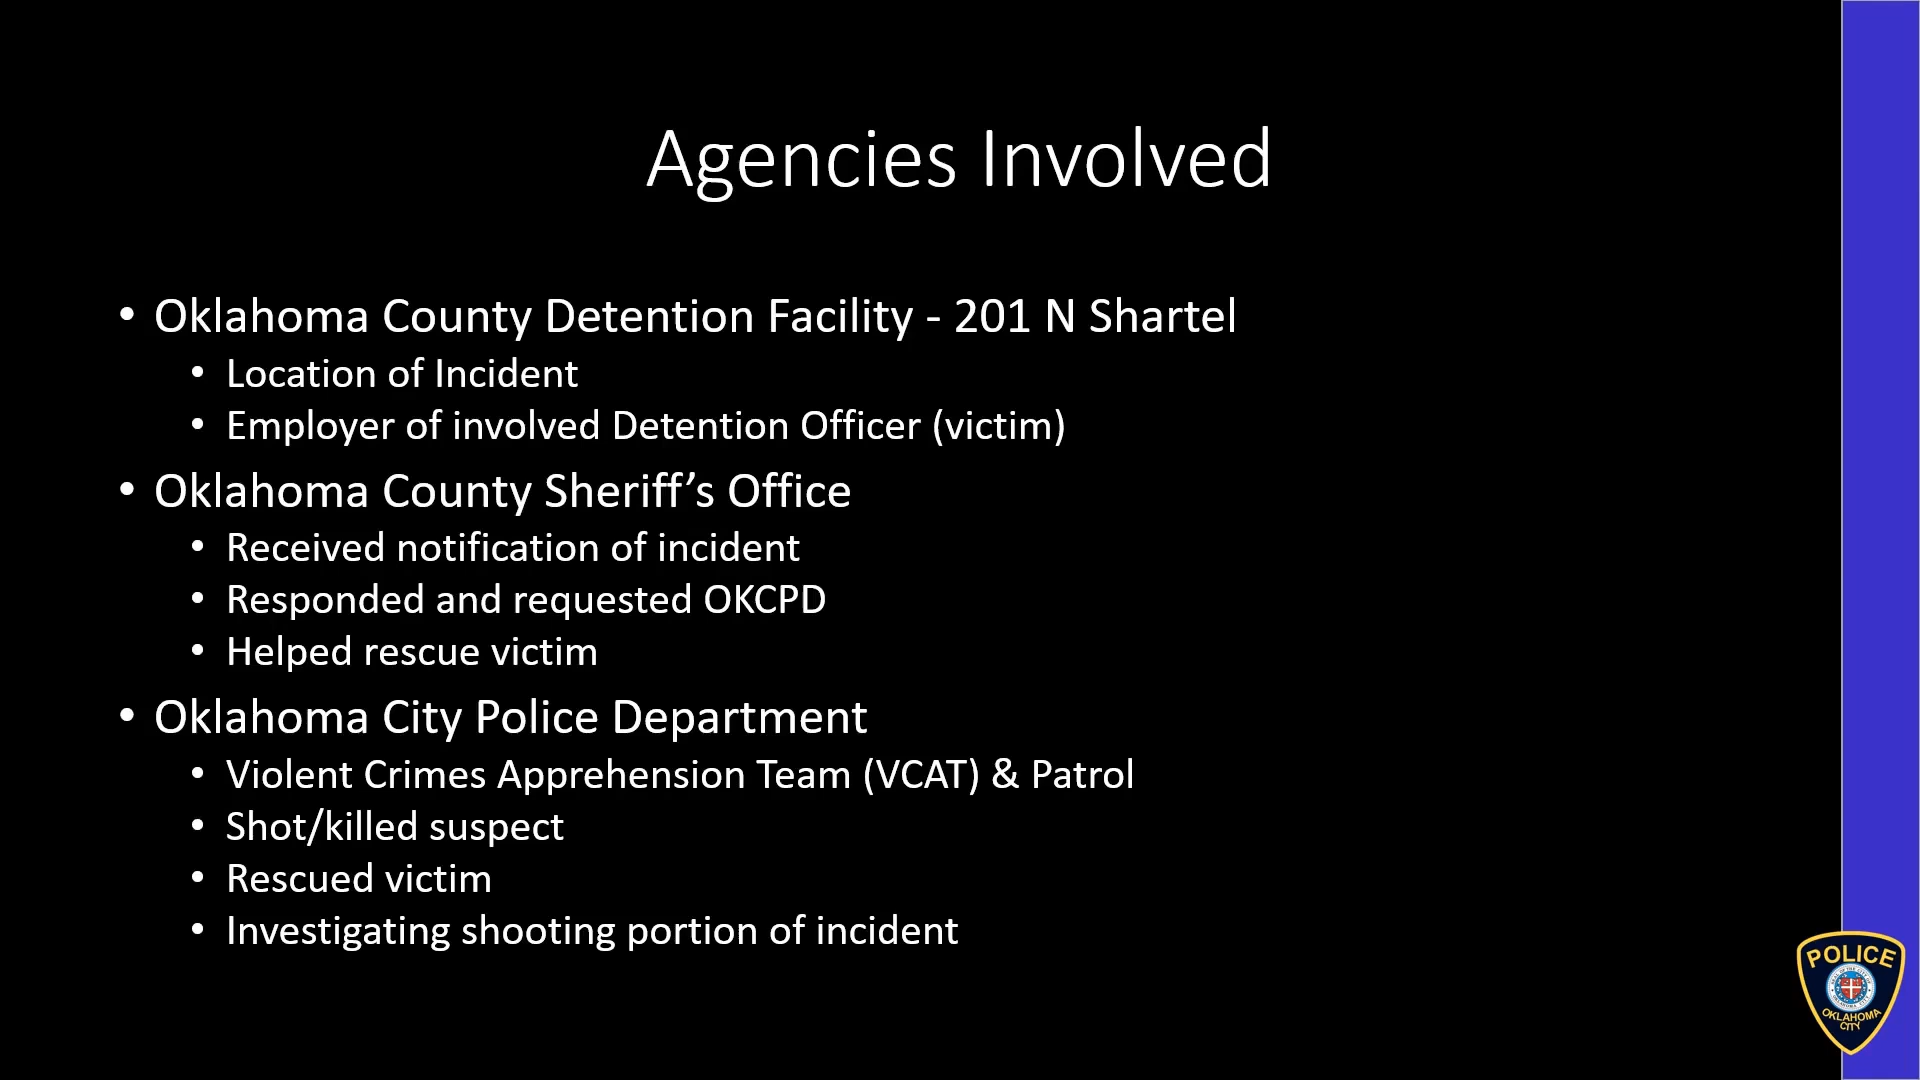 Agencies Involved
• Oklahoma County Detention Facility - 201 N Shartel
• Location of Incident
• Employer of involved Detention Officer (victim)
• Oklahoma County Sheriff’s Office
• Received notification of incident
• Responded and requested OKCPD
• Helped rescue victim
• Oklahoma City Police Department
• Violent Crimes Apprehension Team (VCAT) & Patrol
• Shot/killed suspect
• Rescued victim
• Investigating shooting portion of incident
POLICE
OKLAHOMA
CITY